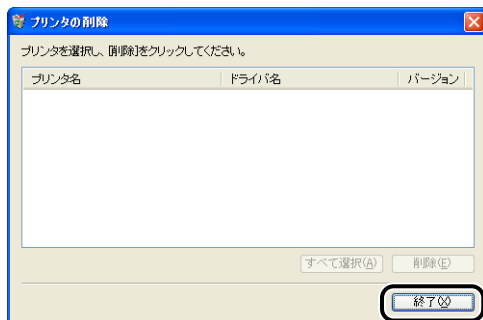 プリンタの削除
プリンタを選択し、[削除]をクリックしてください。
プリンタ名 ドライバ名 バージョン
すべて選択(A) 削除(E)
終了(X)